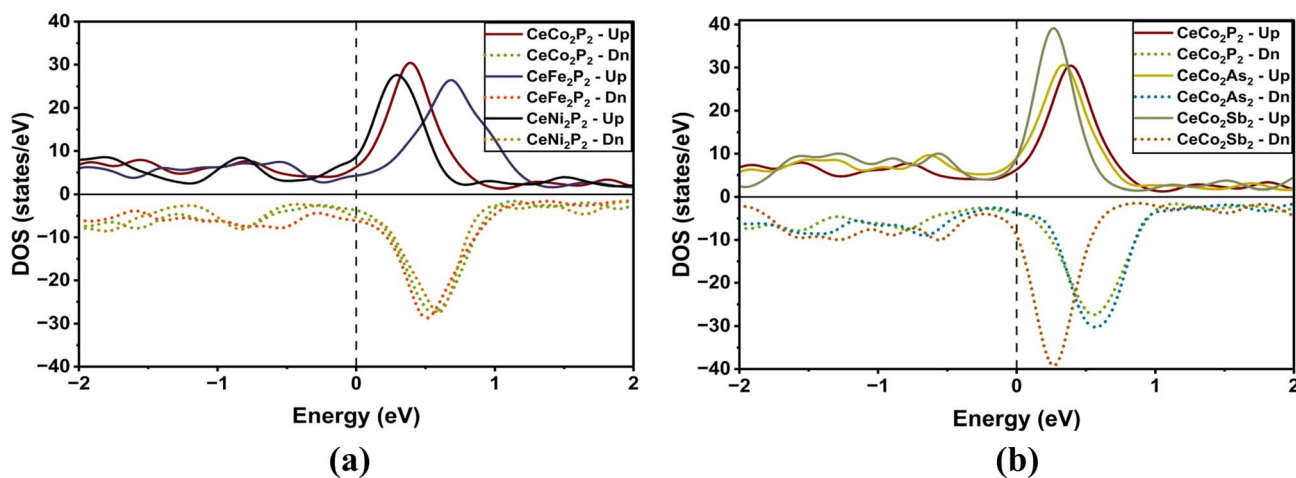 40
30
20
10
0
−10
−20
−30
−40
DOS (states/eV)
−2
−1
0
1
2
Energy (eV)
CeCo₂P₂ - Up
CeCo₂P₂ - Dn
CeFe₂P₂ - Up
CeFe₂P₂ - Dn
CeNi₂P₂ - Up
CeNi₂P₂ - Dn
(a)
40
30
20
10
0
−10
−20
−30
−40
DOS (states/eV)
−2
−1
0
1
2
Energy (eV)
CeCo₂P₂ - Up
CeCo₂P₂ - Dn
CeCo₂As₂ - Up
CeCo₂As₂ - Dn
CeCo₂Sb₂ - Up
CeCo₂Sb₂ - Dn
(b)